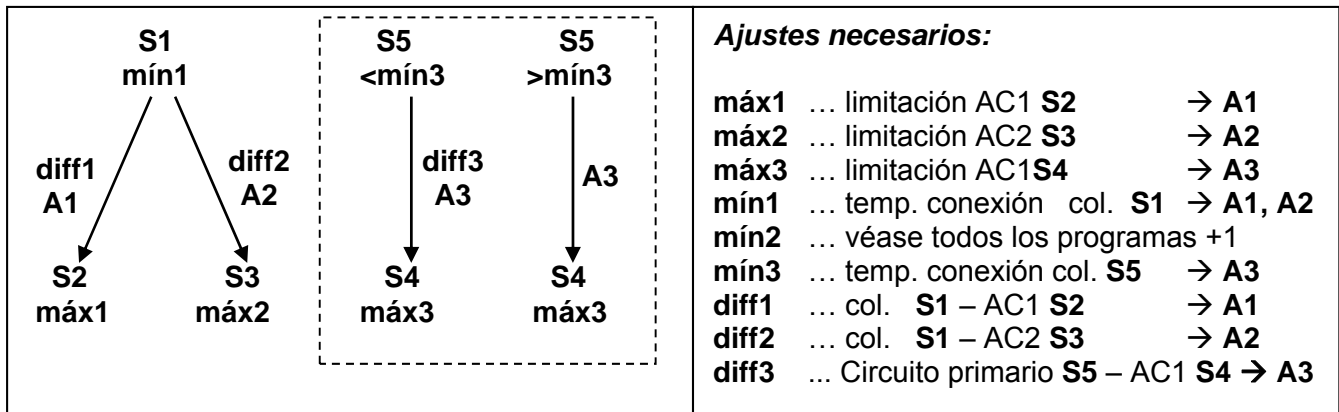 S1
mín1
diff1
A1
diff2
A2
S2
máx1
S3
máx2
S5
<mín3
S5
>mín3
diff3
A3
A3
S4
máx3
S4
máx3
Ajustes necesarios:
máx1 … limitación AC1 S2 → A1
máx2 … limitación AC2 S3 → A2
máx3 … limitación AC1S4 → A3
mín1 … temp. conexión col. S1 → A1, A2
mín2 … véase todos los programas +1
mín3 … temp. conexión col. S5 → A3
diff1 … col. S1 – AC1 S2 → A1
diff2 … col. S1 – AC2 S3 → A2
diff3 ... Circuito primario S5 – AC1 S4 → A3